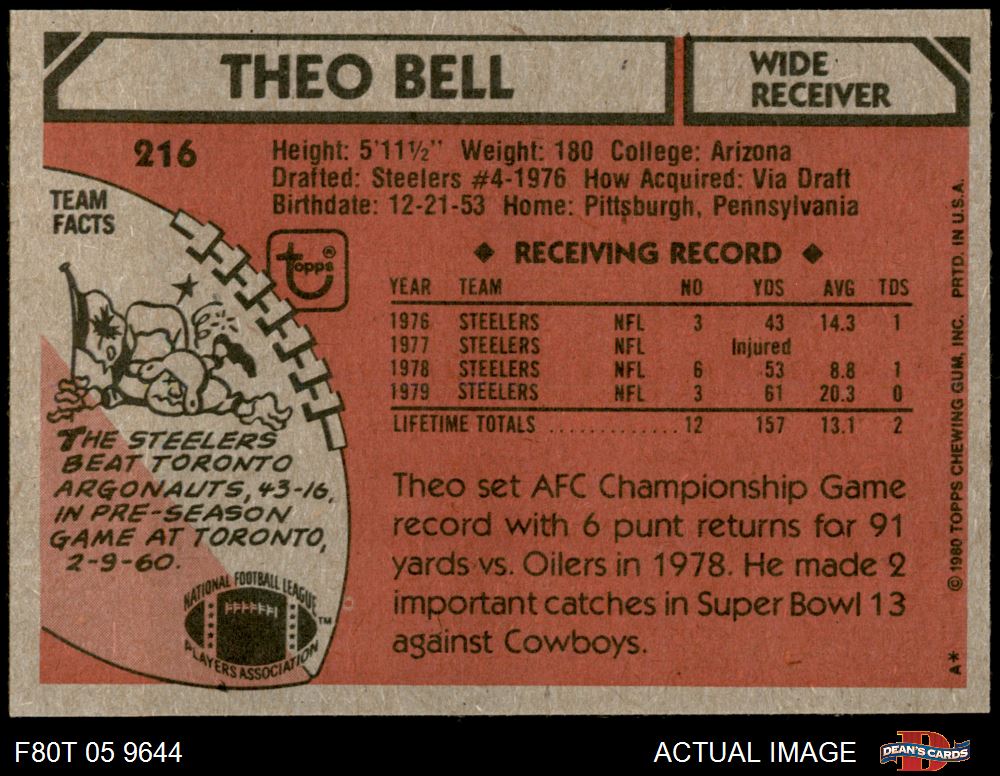 THEO BELL
WIDE
RECEIVER
216
Height: 5'11½" Weight: 180 College: Arizona
Drafted: Steelers #4-1976 How Acquired: Via Draft
Birthdate: 12-21-53 Home: Pittsburgh, Pennsylvania
TEAM
FACTS
topps®
◆ RECEIVING RECORD ◆
YEAR TEAM NO YDS AVG TDS
1976 STEELERS NFL 3 43 14.3 1
1977 STEELERS NFL Injured
1978 STEELERS NFL 6 53 8.8 1
1979 STEELERS NFL 3 61 20.3 0
LIFETIME TOTALS ............ 12 157 13.1 2
THE STEELERS
BEAT TORONTO
ARGONAUTS, 43-16,
IN PRE-SEASON
GAME AT TORONTO,
2-9-60.
NATIONAL FOOTBALL LEAGUE
PLAYERS ASSOCIATION
TM
Theo set AFC Championship Game
record with 6 punt returns for 91
yards vs. Oilers in 1978. He made 2
important catches in Super Bowl 13
against Cowboys.
A* © 1980 TOPPS CHEWING GUM, INC. PRTD. IN U.S.A.
F80T 05 9644
ACTUAL IMAGE
D
DEAN'S CARDS